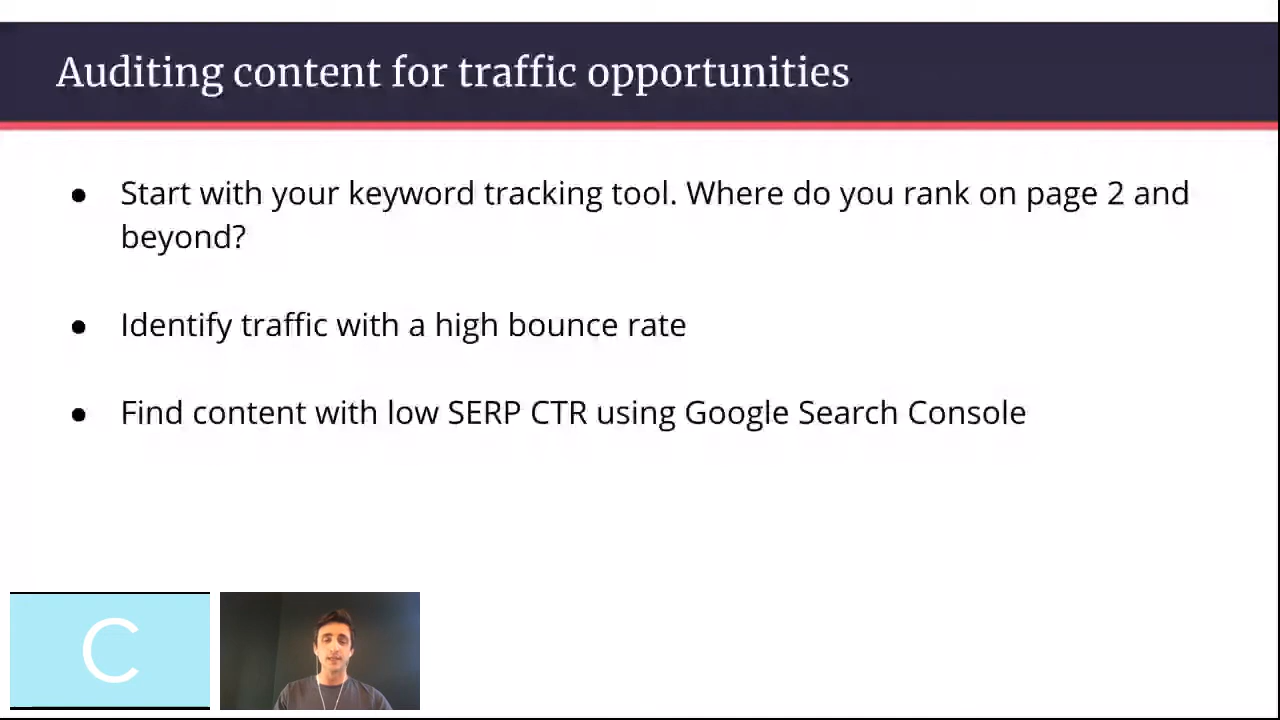 Auditing content for traffic opportunities
● Start with your keyword tracking tool. Where do you rank on page 2 and
beyond?
● Identify traffic with a high bounce rate
● Find content with low SERP CTR using Google Search Console
C